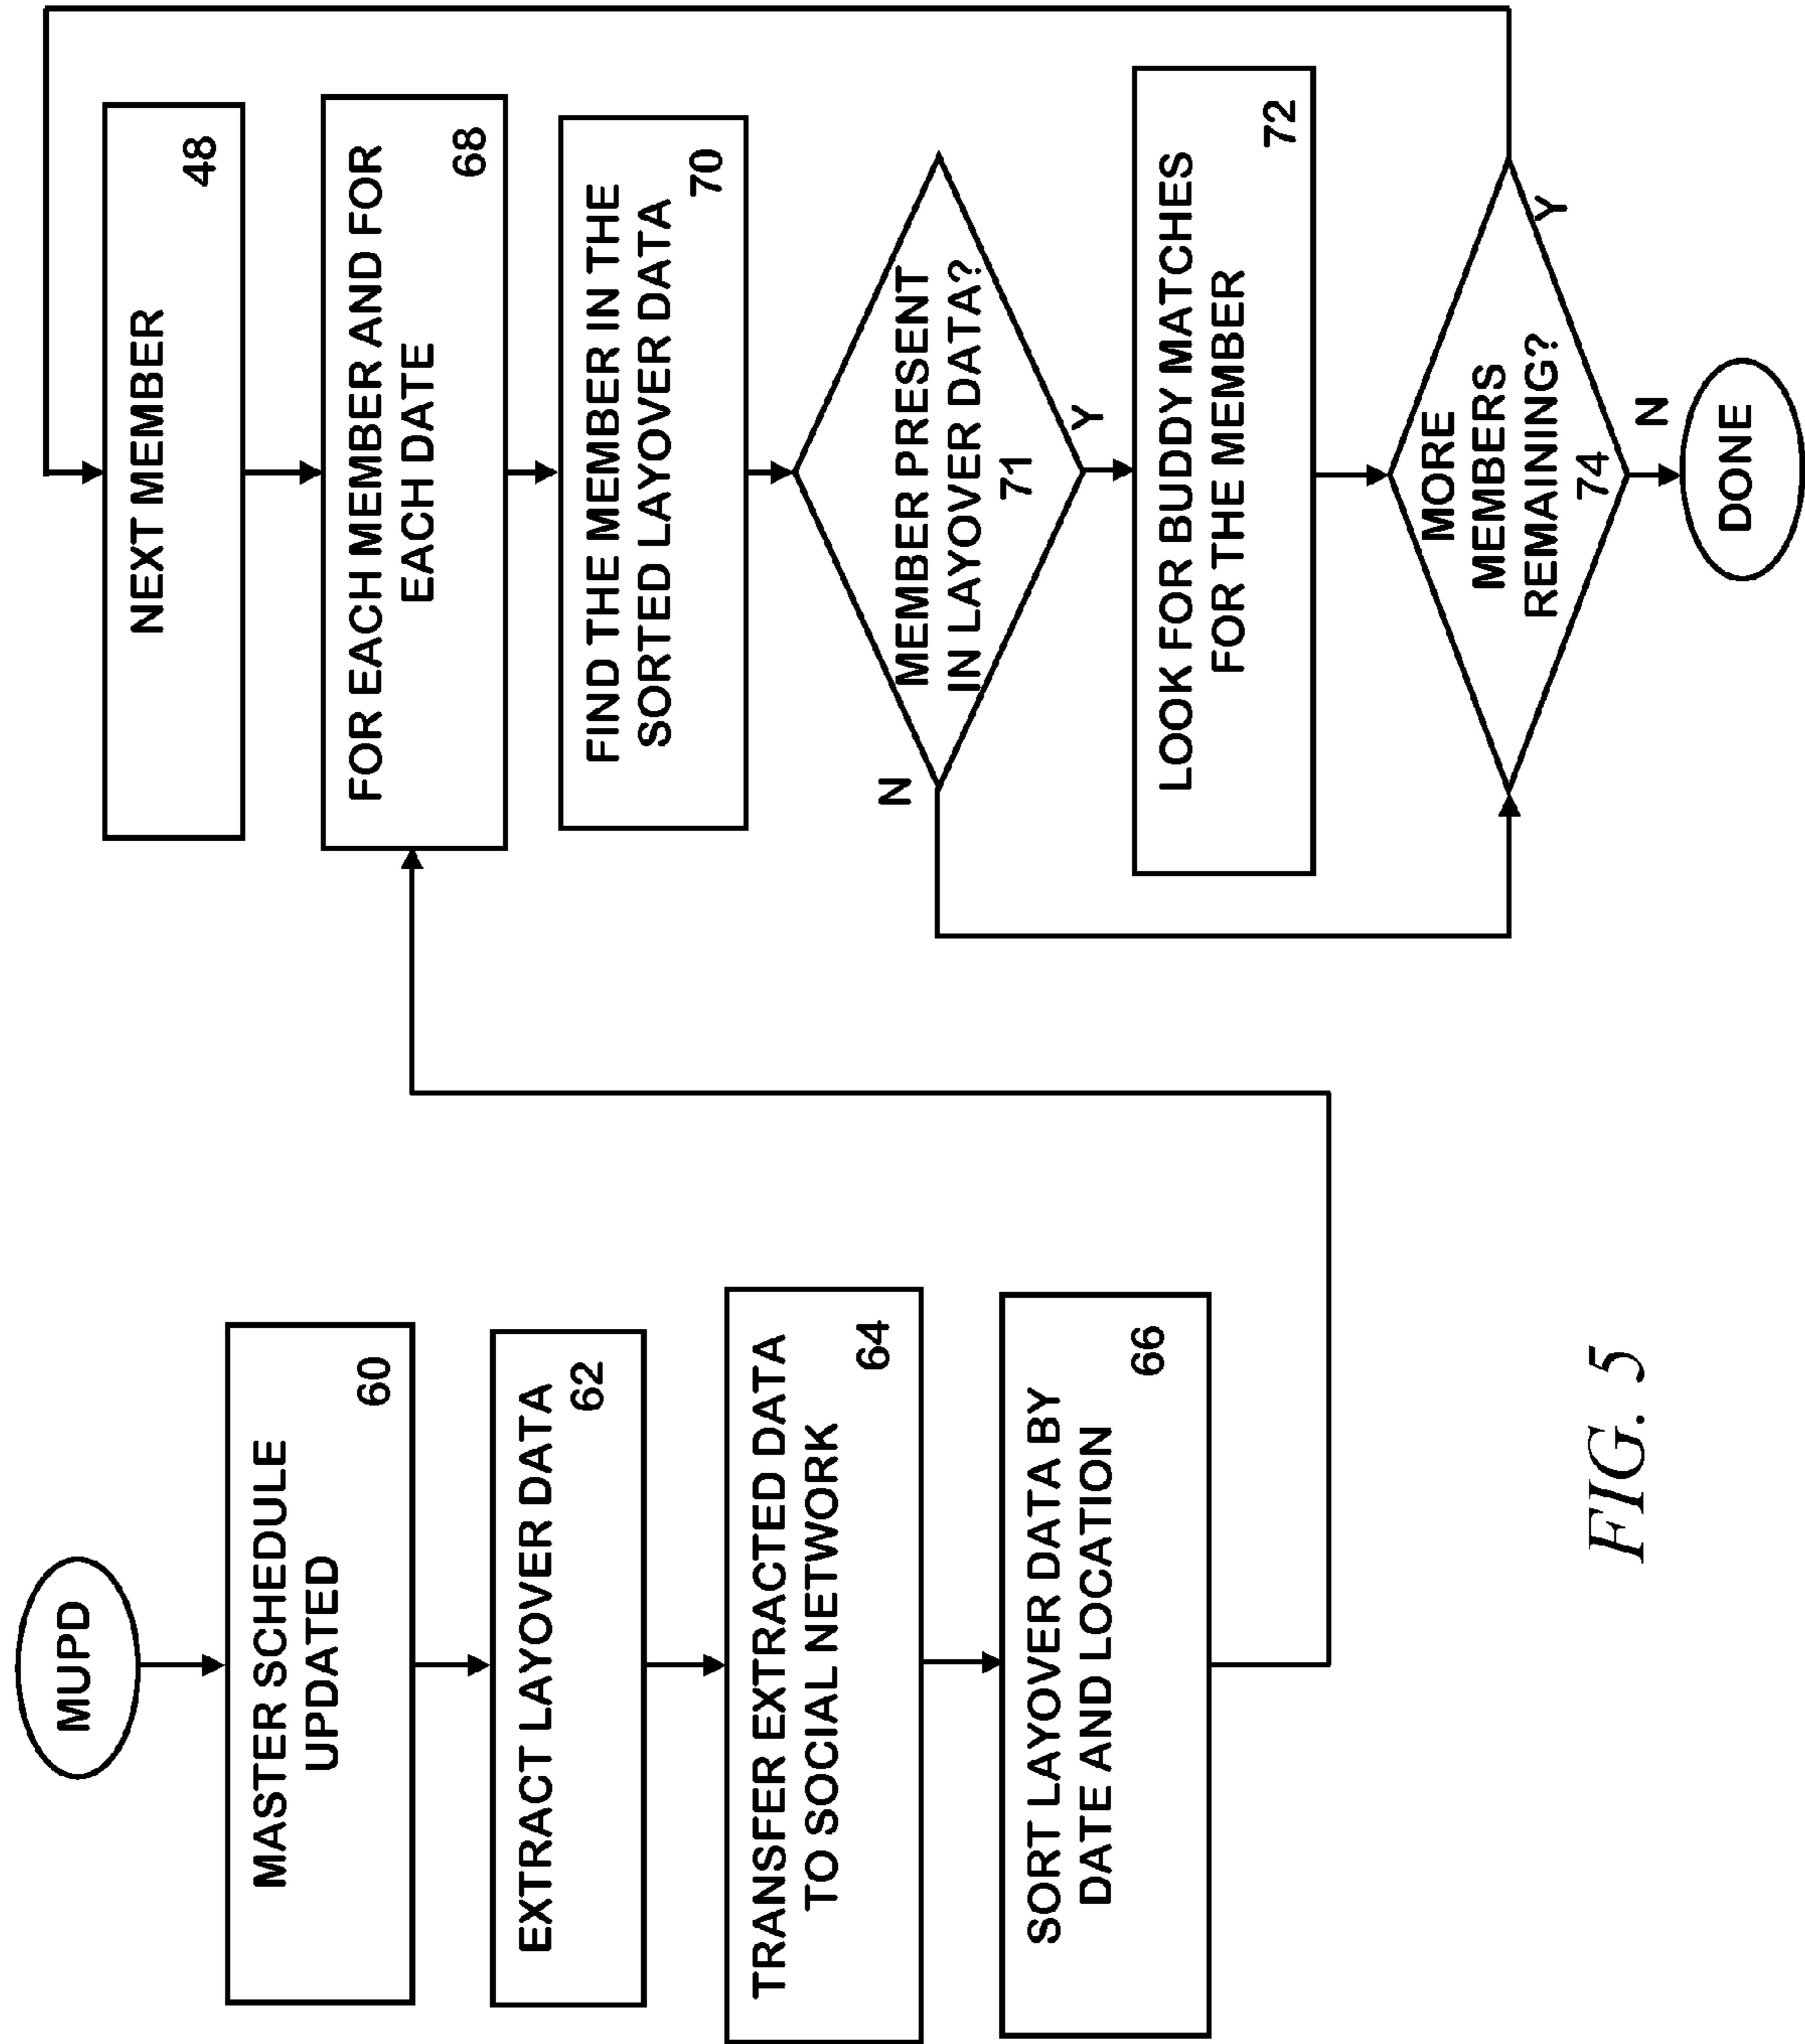 MUPD
MASTER SCHEDULE
UPDATED
60
EXTRACT LAYOVER DATA
62
TRANSFER EXTRACTED DATA
TO SOCIAL NETWORK
64
SORT LAYOVER DATA BY
DATE AND LOCATION
66
NEXT MEMBER
48
FOR EACH MEMBER AND FOR
EACH DATE
68
FIND THE MEMBER IN THE
SORTED LAYOVER DATA
70
MEMBER PRESENT
IN LAYOVER DATA?
71
N
Y
LOOK FOR BUDDY MATCHES
FOR THE MEMBER
72
MORE
MEMBERS
REMAINING?
74
Y
N
DONE
FIG. 5